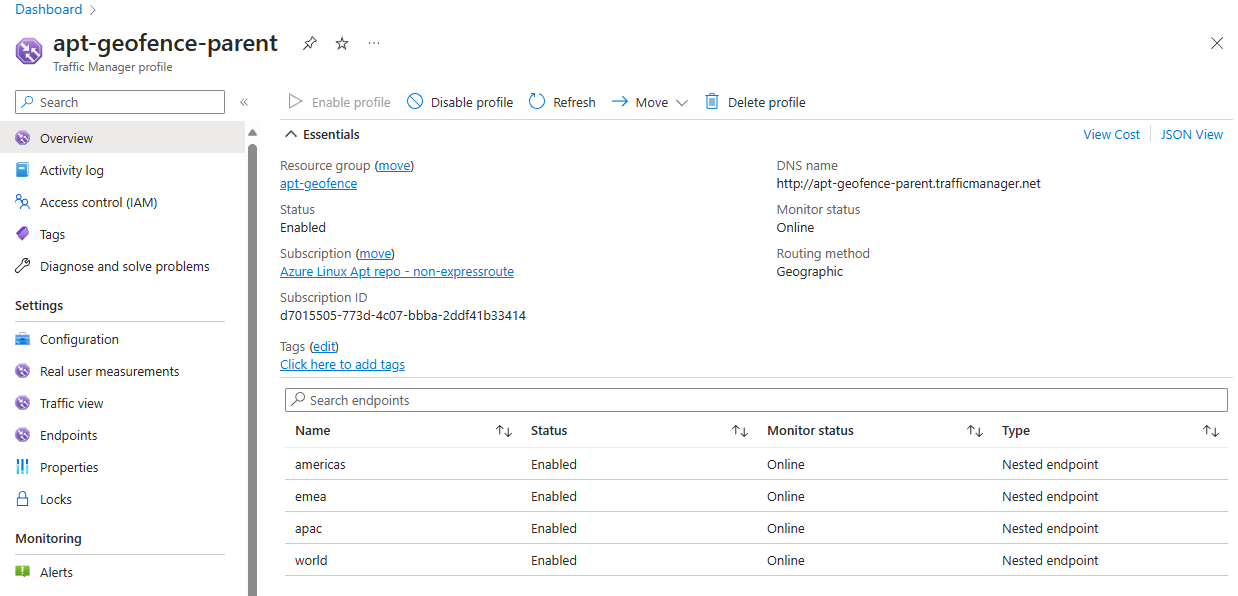 Dashboard
apt-geofence-parent
Traffic Manager profile
Search
Overview
Activity log
Access control (IAM)
Tags
Diagnose and solve problems
Settings
Configuration
Real user measurements
Traffic view
Endpoints
Properties
Locks
Monitoring
Alerts
Enable profile Disable profile Refresh Move Delete profile
Essentials
View Cost JSON View
Resource group (move)
apt-geofence
Status
Enabled
Subscription (move)
Azure Linux Apt repo - non-expressroute
Subscription ID
d7015505-773d-4c07-bbba-2ddf41b33414
DNS name
http://apt-geofence-parent.trafficmanager.net
Monitor status
Online
Routing method
Geographic
Tags (edit)
Click here to add tags
Search endpoints
Name Status Monitor status Type
americas Enabled Online Nested endpoint
emea Enabled Online Nested endpoint
apac Enabled Online Nested endpoint
world Enabled Online Nested endpoint